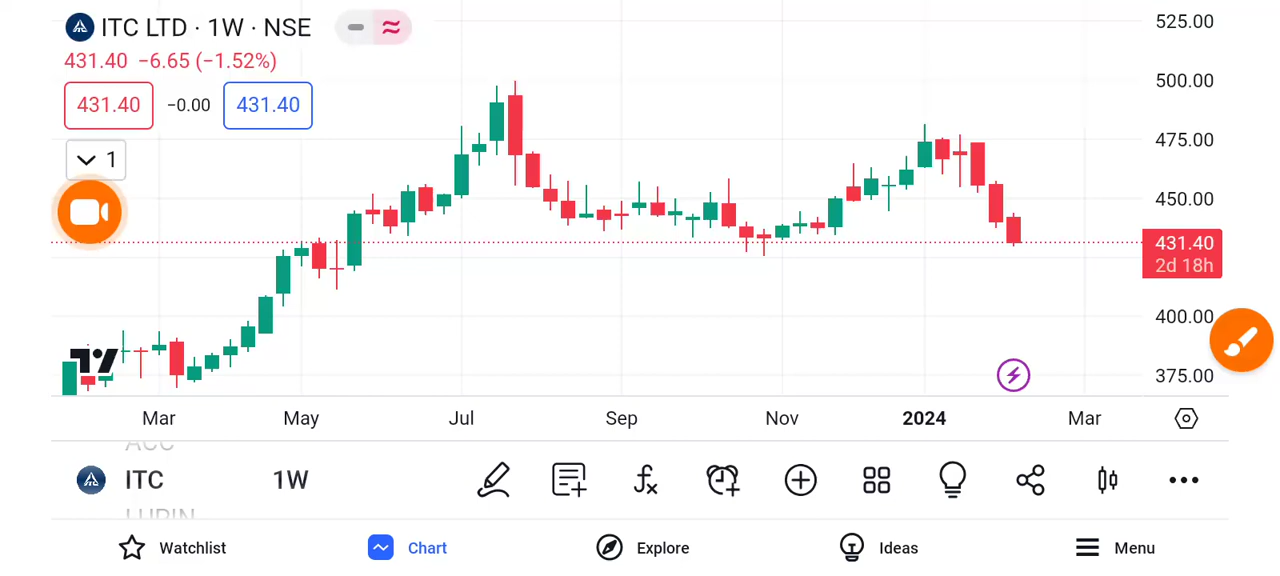 ITC LTD · 1W · NSE
431.40 −6.65 (−1.52%)
431.40 −0.00 431.40
1
525.00
500.00
475.00
450.00
431.40
2d 18h
400.00
375.00
Mar May Jul Sep Nov 2024 Mar
ACC
ITC 1W
LUPIN
Watchlist Chart Explore Ideas Menu